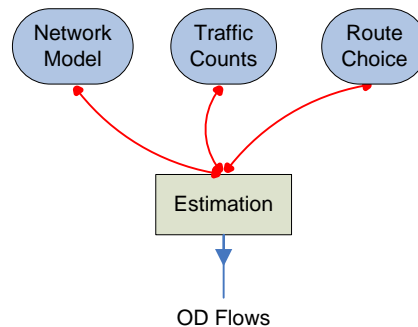 Network
Model
Traffic
Counts
Route
Choice
Estimation
OD Flows